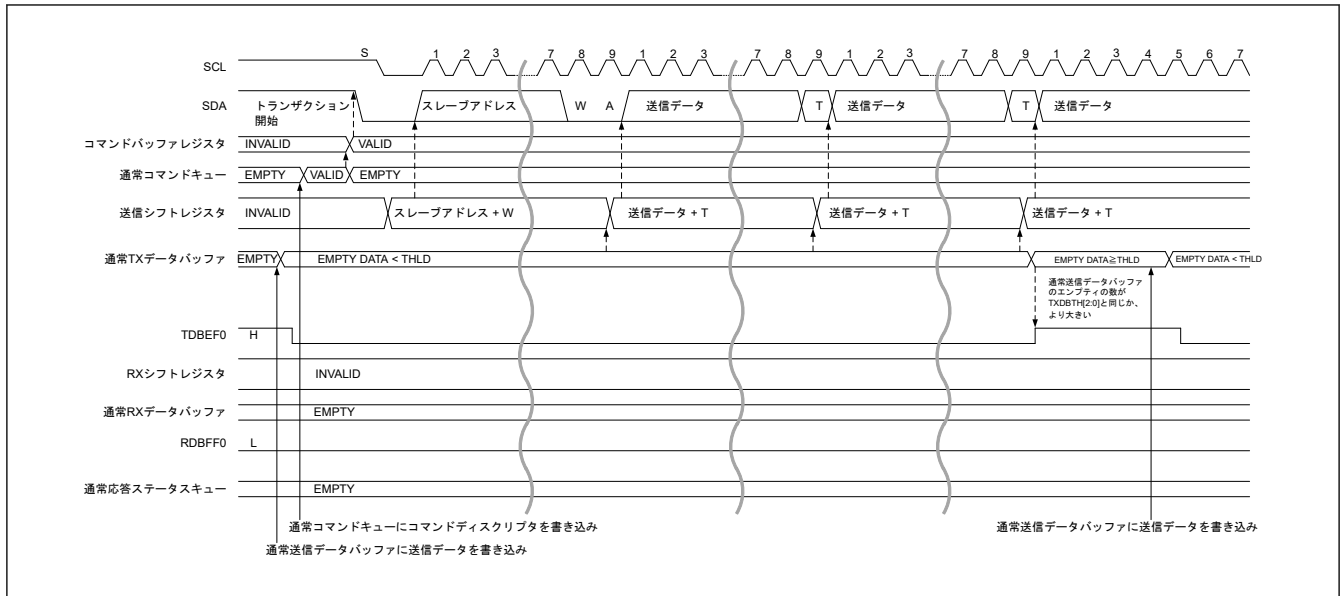 S 1 2 3 7 8 9 1 2 3 7 8 9 1 2 3 7 8 9 1 2 3 4 5 6 7
SCL
SDA トランザクション スレーブアドレス W A 送信データ T 送信データ T 送信データ
開始
コマンドバッファレジスタ INVALID VALID
通常コマンドキュー EMPTY VALID EMPTY
送信シフトレジスタ INVALID スレーブアドレス + W 送信データ + T 送信データ + T 送信データ + T
通常TXデータバッファ EMPTY EMPTY DATA < THLD EMPTY DATA≧THLD EMPTY DATA < THLD
通常送信データバッファ
のエンプティの数が
TXDBTH[2:0]と同じか、
より大きい
TDBEF0 H
RXシフトレジスタ INVALID
通常RXデータバッファ EMPTY
RDBFF0 L
通常応答ステータスキュー EMPTY
通常コマンドキューにコマンドディスクリプタを書き込み 通常送信データバッファに送信データを書き込み
通常送信データバッファに送信データを書き込み